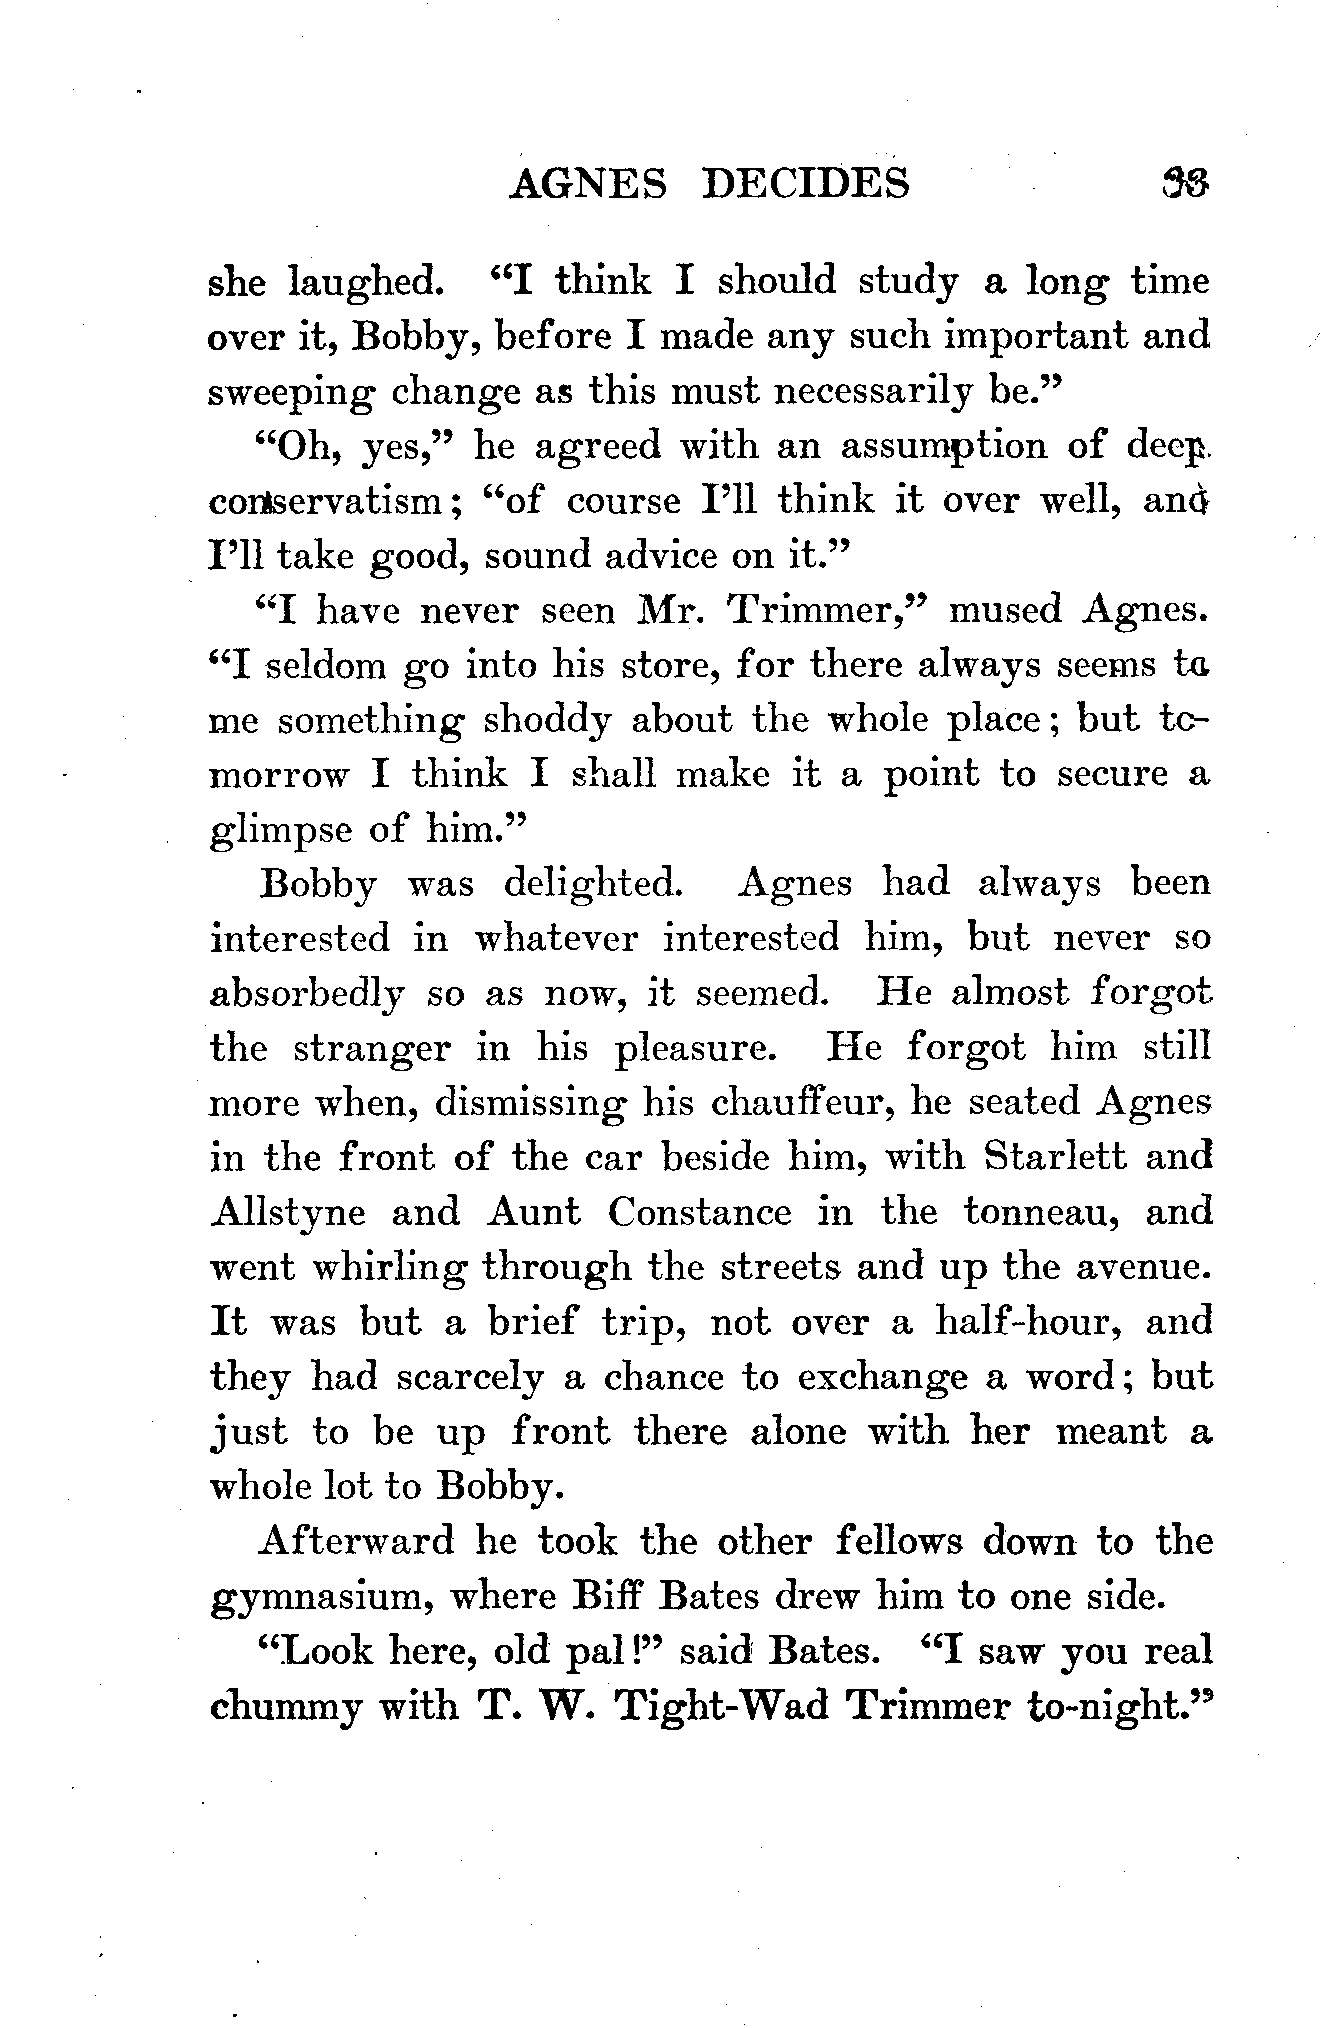 AGNES DECIDES 33
she laughed. “I think I should study a long time
over it, Bobby, before I made any such important and
sweeping change as this must necessarily be.”
“Oh, yes,” he agreed with an assumption of deep
conservatism; “of course I’ll think it over well, and
I’ll take good, sound advice on it.”
“I have never seen Mr. Trimmer,” mused Agnes.
“I seldom go into his store, for there always seems to
me something shoddy about the whole place; but to-
morrow I think I shall make it a point to secure a
glimpse of him.”
Bobby was delighted. Agnes had always been
interested in whatever interested him, but never so
absorbedly so as now, it seemed. He almost forgot
the stranger in his pleasure. He forgot him still
more when, dismissing his chauffeur, he seated Agnes
in the front of the car beside him, with Starlett and
Allstyne and Aunt Constance in the tonneau, and
went whirling through the streets and up the avenue.
It was but a brief trip, not over a half-hour, and
they had scarcely a chance to exchange a word; but
just to be up front there alone with her meant a
whole lot to Bobby.
Afterward he took the other fellows down to the
gymnasium, where Biff Bates drew him to one side.
“Look here, old pal!” said Bates. “I saw you real
chummy with T. W. Tight-Wad Trimmer to-night.”